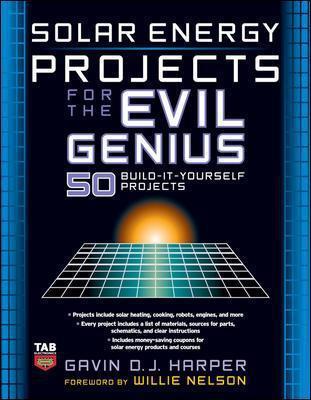 SOLAR ENERGY
PROJECTS
FOR THE EVIL
GENIUS
50 BUILD-IT-YOURSELF
PROJECTS
• Projects include solar heating, cooking, robots, engines, and more
• Every project includes a list of materials, sources for parts,
schematics, and clear instructions
• Includes money-saving coupons for
solar energy products and courses
TAB
ELECTRONICS
GAVIN D.J. HARPER
FOREWORD BY WILLIE NELSON